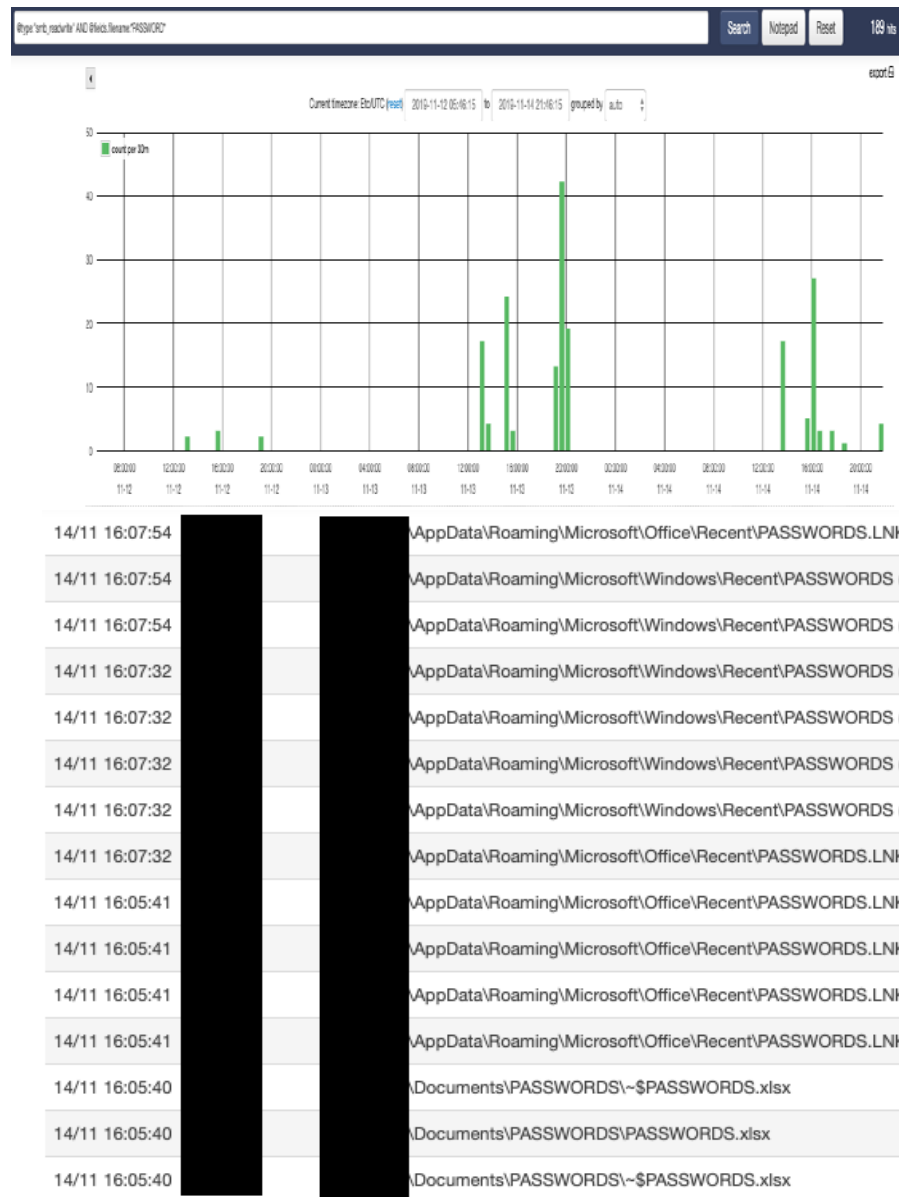 @type:"smb_readwrite" AND @fields.filename:*PASSWORD*
Search Notepad Reset 189 hits
export
Current timezone: Etc/UTC (reset) 2019-11-12 05:46:15 to 2019-11-14 21:46:15 grouped by auto
count per 30m
50
40
30
20
10
0
08:00:00 12:00:00 16:00:00 20:00:00 00:00:00 04:00:00 08:00:00 12:00:00 16:00:00 20:00:00 00:00:00 04:00:00 08:00:00 12:00:00 16:00:00 20:00:00
11-12 11-12 11-12 11-12 11-13 11-13 11-13 11-13 11-13 11-13 11-14 11-14 11-14 11-14 11-14 11-14
14/11 16:07:54 \AppData\Roaming\Microsoft\Office\Recent\PASSWORDS.LNK
14/11 16:07:54 \AppData\Roaming\Microsoft\Windows\Recent\PASSWORDS
14/11 16:07:54 \AppData\Roaming\Microsoft\Windows\Recent\PASSWORDS
14/11 16:07:32 \AppData\Roaming\Microsoft\Windows\Recent\PASSWORDS
14/11 16:07:32 \AppData\Roaming\Microsoft\Windows\Recent\PASSWORDS
14/11 16:07:32 \AppData\Roaming\Microsoft\Windows\Recent\PASSWORDS
14/11 16:07:32 \AppData\Roaming\Microsoft\Windows\Recent\PASSWORDS
14/11 16:07:32 \AppData\Roaming\Microsoft\Office\Recent\PASSWORDS.LNK
14/11 16:05:41 \AppData\Roaming\Microsoft\Office\Recent\PASSWORDS.LNK
14/11 16:05:41 \AppData\Roaming\Microsoft\Office\Recent\PASSWORDS.LNK
14/11 16:05:41 \AppData\Roaming\Microsoft\Office\Recent\PASSWORDS.LNK
14/11 16:05:41 \AppData\Roaming\Microsoft\Office\Recent\PASSWORDS.LNK
14/11 16:05:40 \Documents\PASSWORDS\~$PASSWORDS.xlsx
14/11 16:05:40 \Documents\PASSWORDS\PASSWORDS.xlsx
14/11 16:05:40 \Documents\PASSWORDS\~$PASSWORDS.xlsx